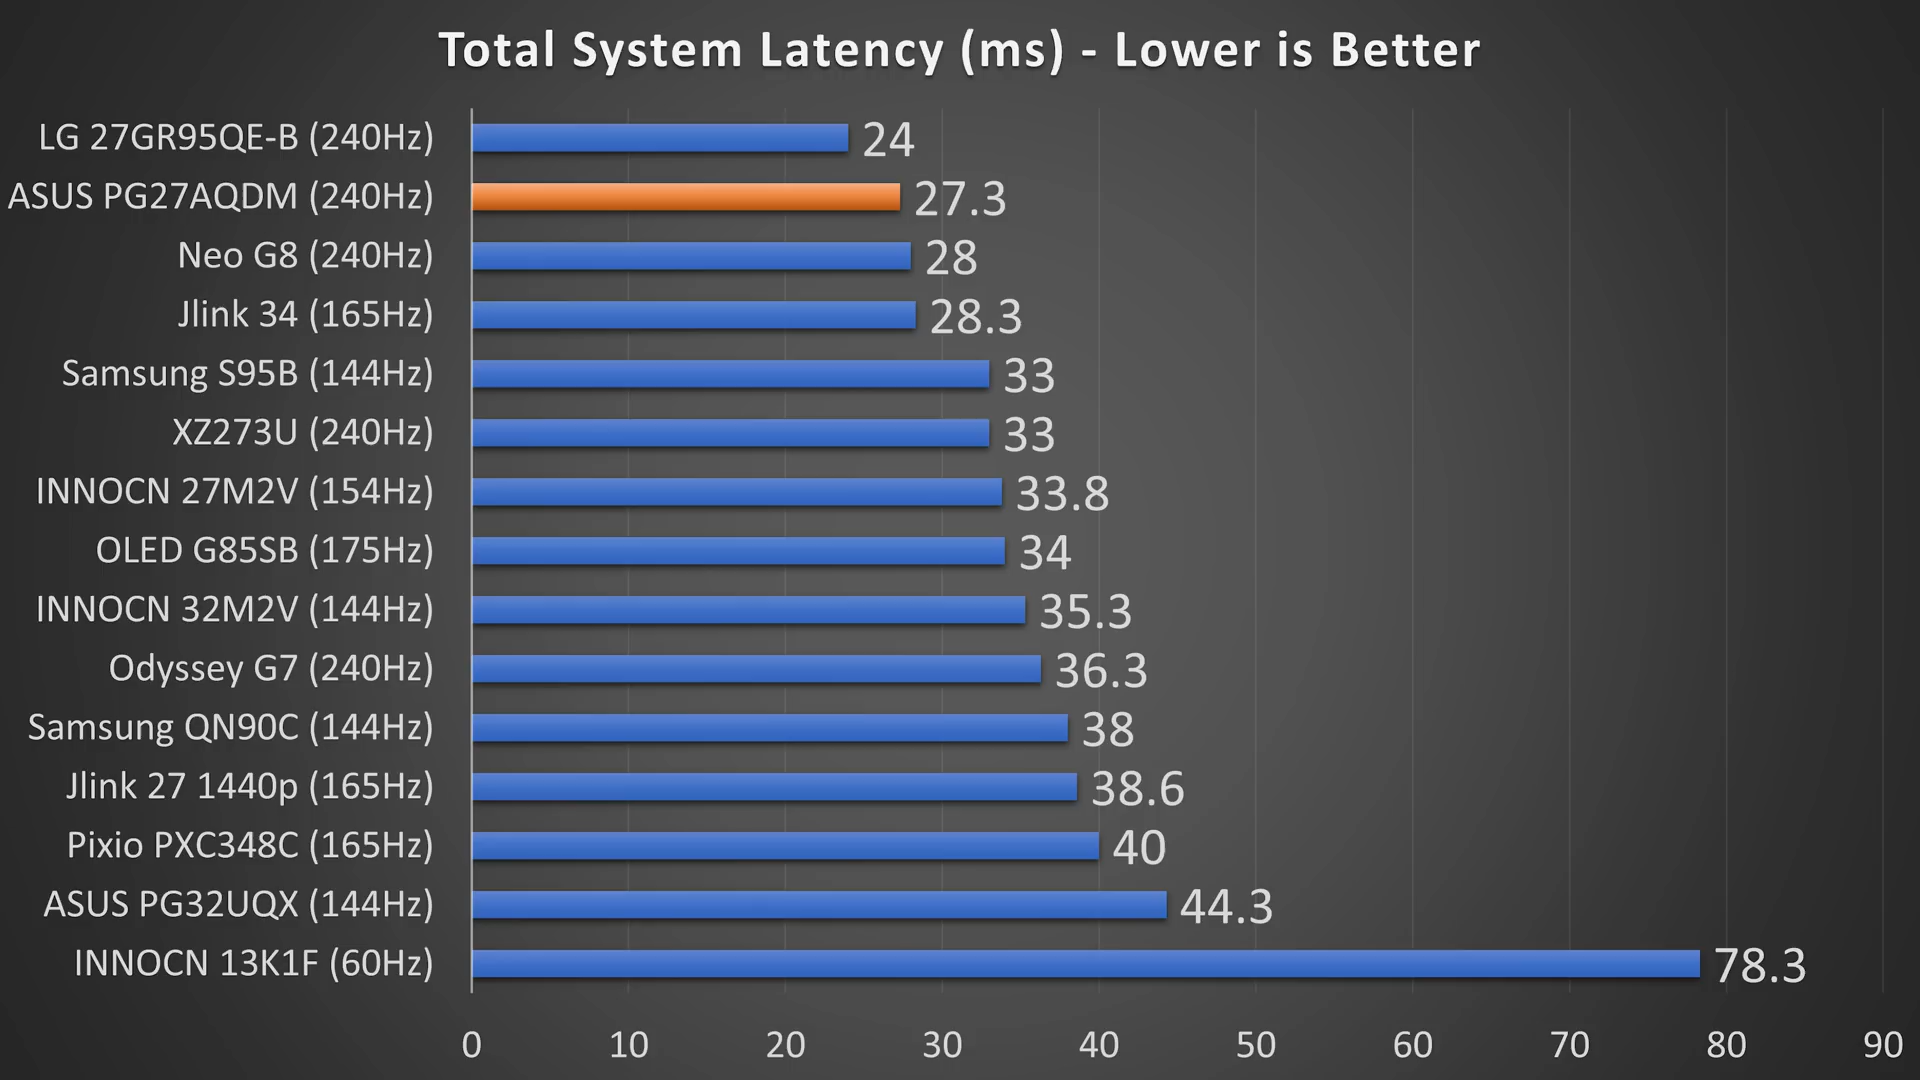 Total System Latency (ms) - Lower is Better
LG 27GR95QE-B (240Hz) 24
ASUS PG27AQDM (240Hz) 27.3
Neo G8 (240Hz) 28
Jlink 34 (165Hz) 28.3
Samsung S95B (144Hz) 33
XZ273U (240Hz) 33
INNOCN 27M2V (154Hz) 33.8
OLED G85SB (175Hz) 34
INNOCN 32M2V (144Hz) 35.3
Odyssey G7 (240Hz) 36.3
Samsung QN90C (144Hz) 38
Jlink 27 1440p (165Hz) 38.6
Pixio PXC348C (165Hz) 40
ASUS PG32UQX (144Hz) 44.3
INNOCN 13K1F (60Hz) 78.3
0 10 20 30 40 50 60 70 80 90